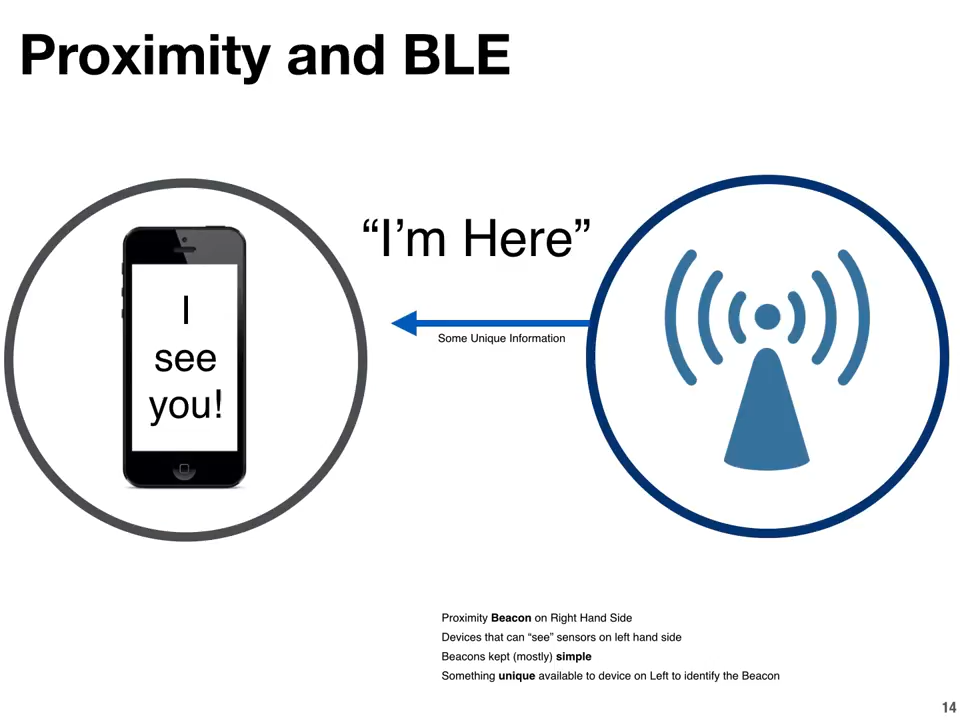 Proximity and BLE
“I’m Here”
I
see
you!
Some Unique Information
Proximity Beacon on Right Hand Side
Devices that can “see” sensors on left hand side
Beacons kept (mostly) simple
Something unique available to device on Left to identify the Beacon
14